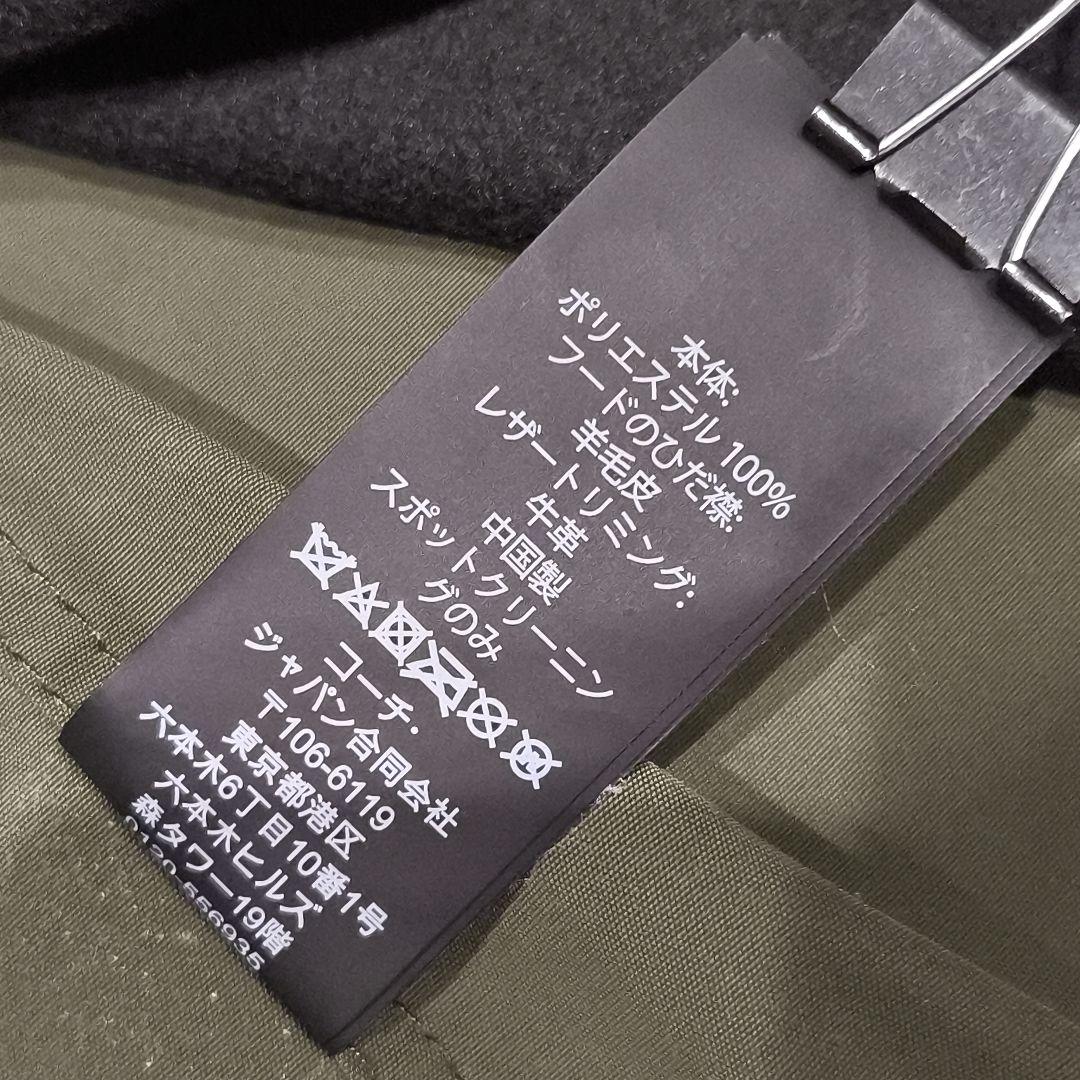 本体:
ポリエステル 100%
フードのひだ襟:
羊毛皮
レザートリミング:
牛革
中国製
スポットクリーニン
グのみ
コーチ・
ジャパン合同会社
〒106-6119
東京都港区
六本木6丁目10番1号
六本木ヒルズ
森タワー19階
0120-556935